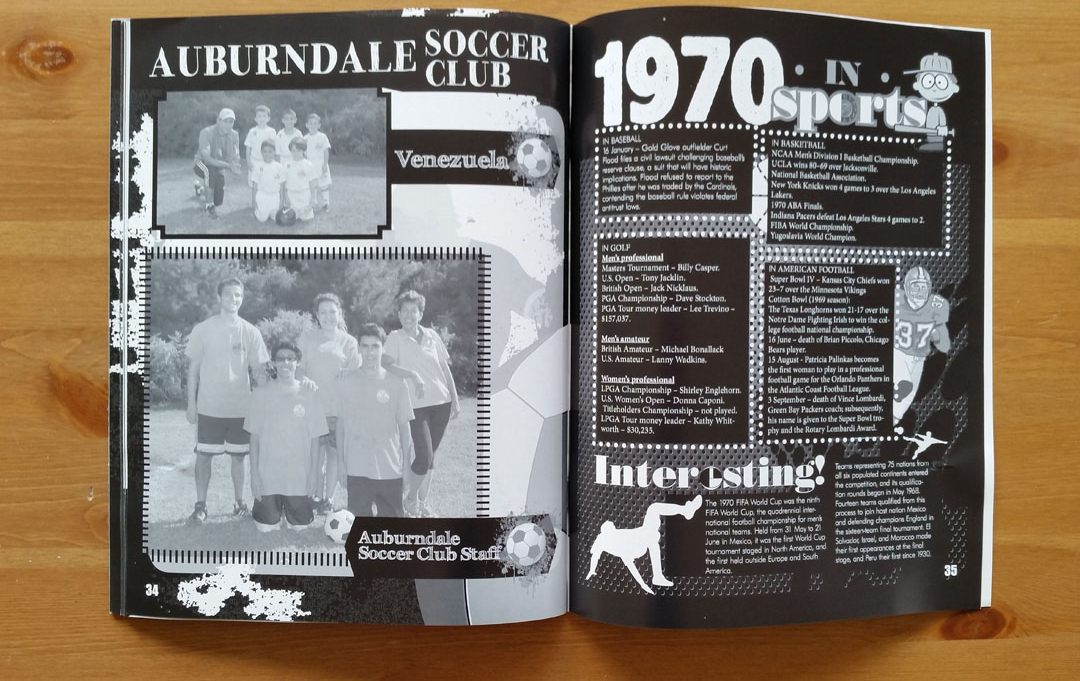 AUBURNDALE SOCCER
CLUB
Venezuela
Auburndale
Soccer Club Staff
34
1970 IN
sports
IN BASEBALL
16 January – Gold Glove outfielder Curt
Flood files a civil lawsuit challenging baseball's
reserve clause, a suit that will have historic
implications. Flood refused to report to the
Phillies after he was traded by the Cardinals,
contending the baseball rule violates federal
antitrust laws.
IN BASKETBALL
NCAA Men's Division I Basketball Championship.
UCLA wins 80–69 over Jacksonville.
National Basketball Association.
New York Knicks won 4 games to 3 over the Los Angeles
Lakers.
1970 ABA Finals.
Indiana Pacers defeat Los Angeles Stars 4 games to 2.
FIBA World Championship.
Yugoslavia World Champion.
IN GOLF
Men's professional
Masters Tournament – Billy Casper.
U.S. Open – Tony Jacklin.
British Open – Jack Nicklaus.
PGA Championship – Dave Stockton.
PGA Tour money leader – Lee Trevino –
$157,037.
Men's amateur
British Amateur – Michael Bonallack
U.S. Amateur – Lanny Wadkins.
Women's professional
LPGA Championship – Shirley Englehorn.
U.S. Women's Open – Donna Caponi.
Titleholders Championship – not played.
LPGA Tour money leader – Kathy Whit-
worth – $30,235.
IN AMERICAN FOOTBALL
Super Bowl IV – Kansas City Chiefs won
23–7 over the Minnesota Vikings
Cotton Bowl (1969 season):
The Texas Longhorns won 21-17 over the
Notre Dame Fighting Irish to win the col-
lege football national championship.
16 June – death of Brian Piccolo, Chicago
Bears player.
15 August - Patricia Palinkas becomes
the first woman to play in a professional
football game for the Orlando Panthers in
the Atlantic Coast Football League.
3 September – death of Vince Lombardi,
Green Bay Packers coach; subsequently,
his name is given to the Super Bowl tro-
phy and the Rotary Lombardi Award.
37
Interesting!
The 1970 FIFA World Cup was the ninth
FIFA World Cup, the quadrennial inter-
national football championship for men's
national teams. Held from 31 May to 21
June in Mexico, it was the first World Cup
tournament staged in North America, and
the first held outside Europe and South
America.
Teams representing 75 nations from
all six populated continents entered
the competition, and its qualifica-
tion rounds began in May 1968.
Fourteen teams qualified from this
process to join host nation Mexico
and defending champions England in
the sixteen-team final tournament. El
Salvador, Israel, and Morocco made
their first appearances at the final
stage, and Peru their first since 1930.
35